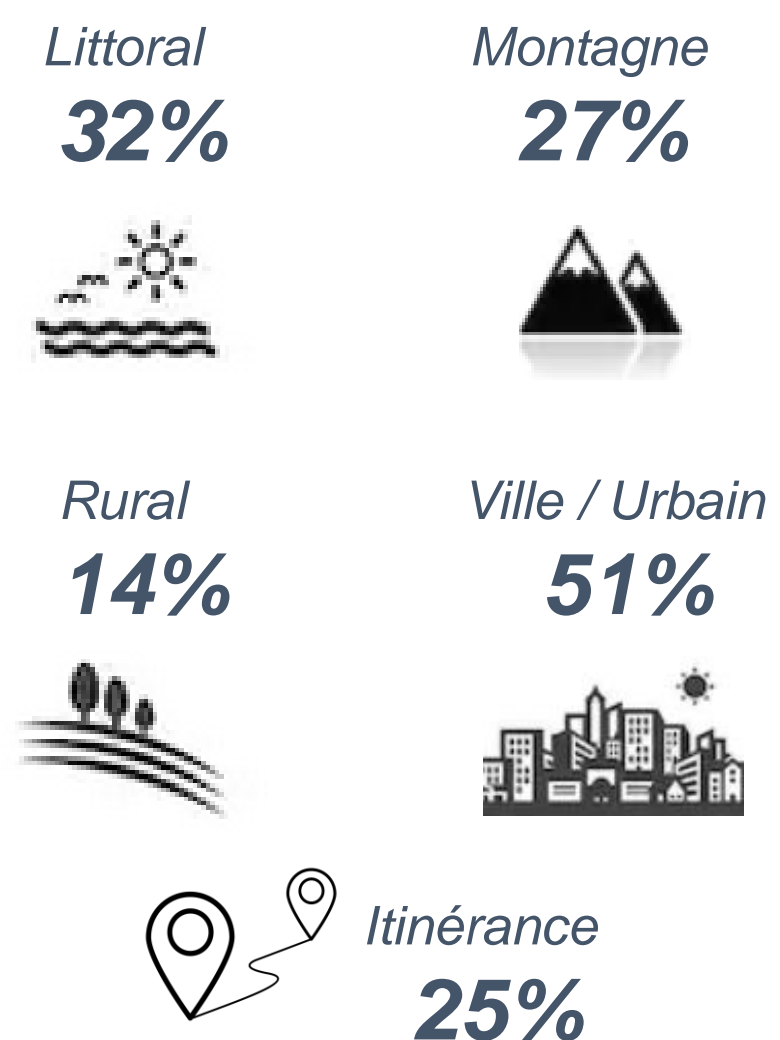 Littoral
32%
Montagne
27%
Rural
14%
Ville / Urbain
51%
Itinérance
25%